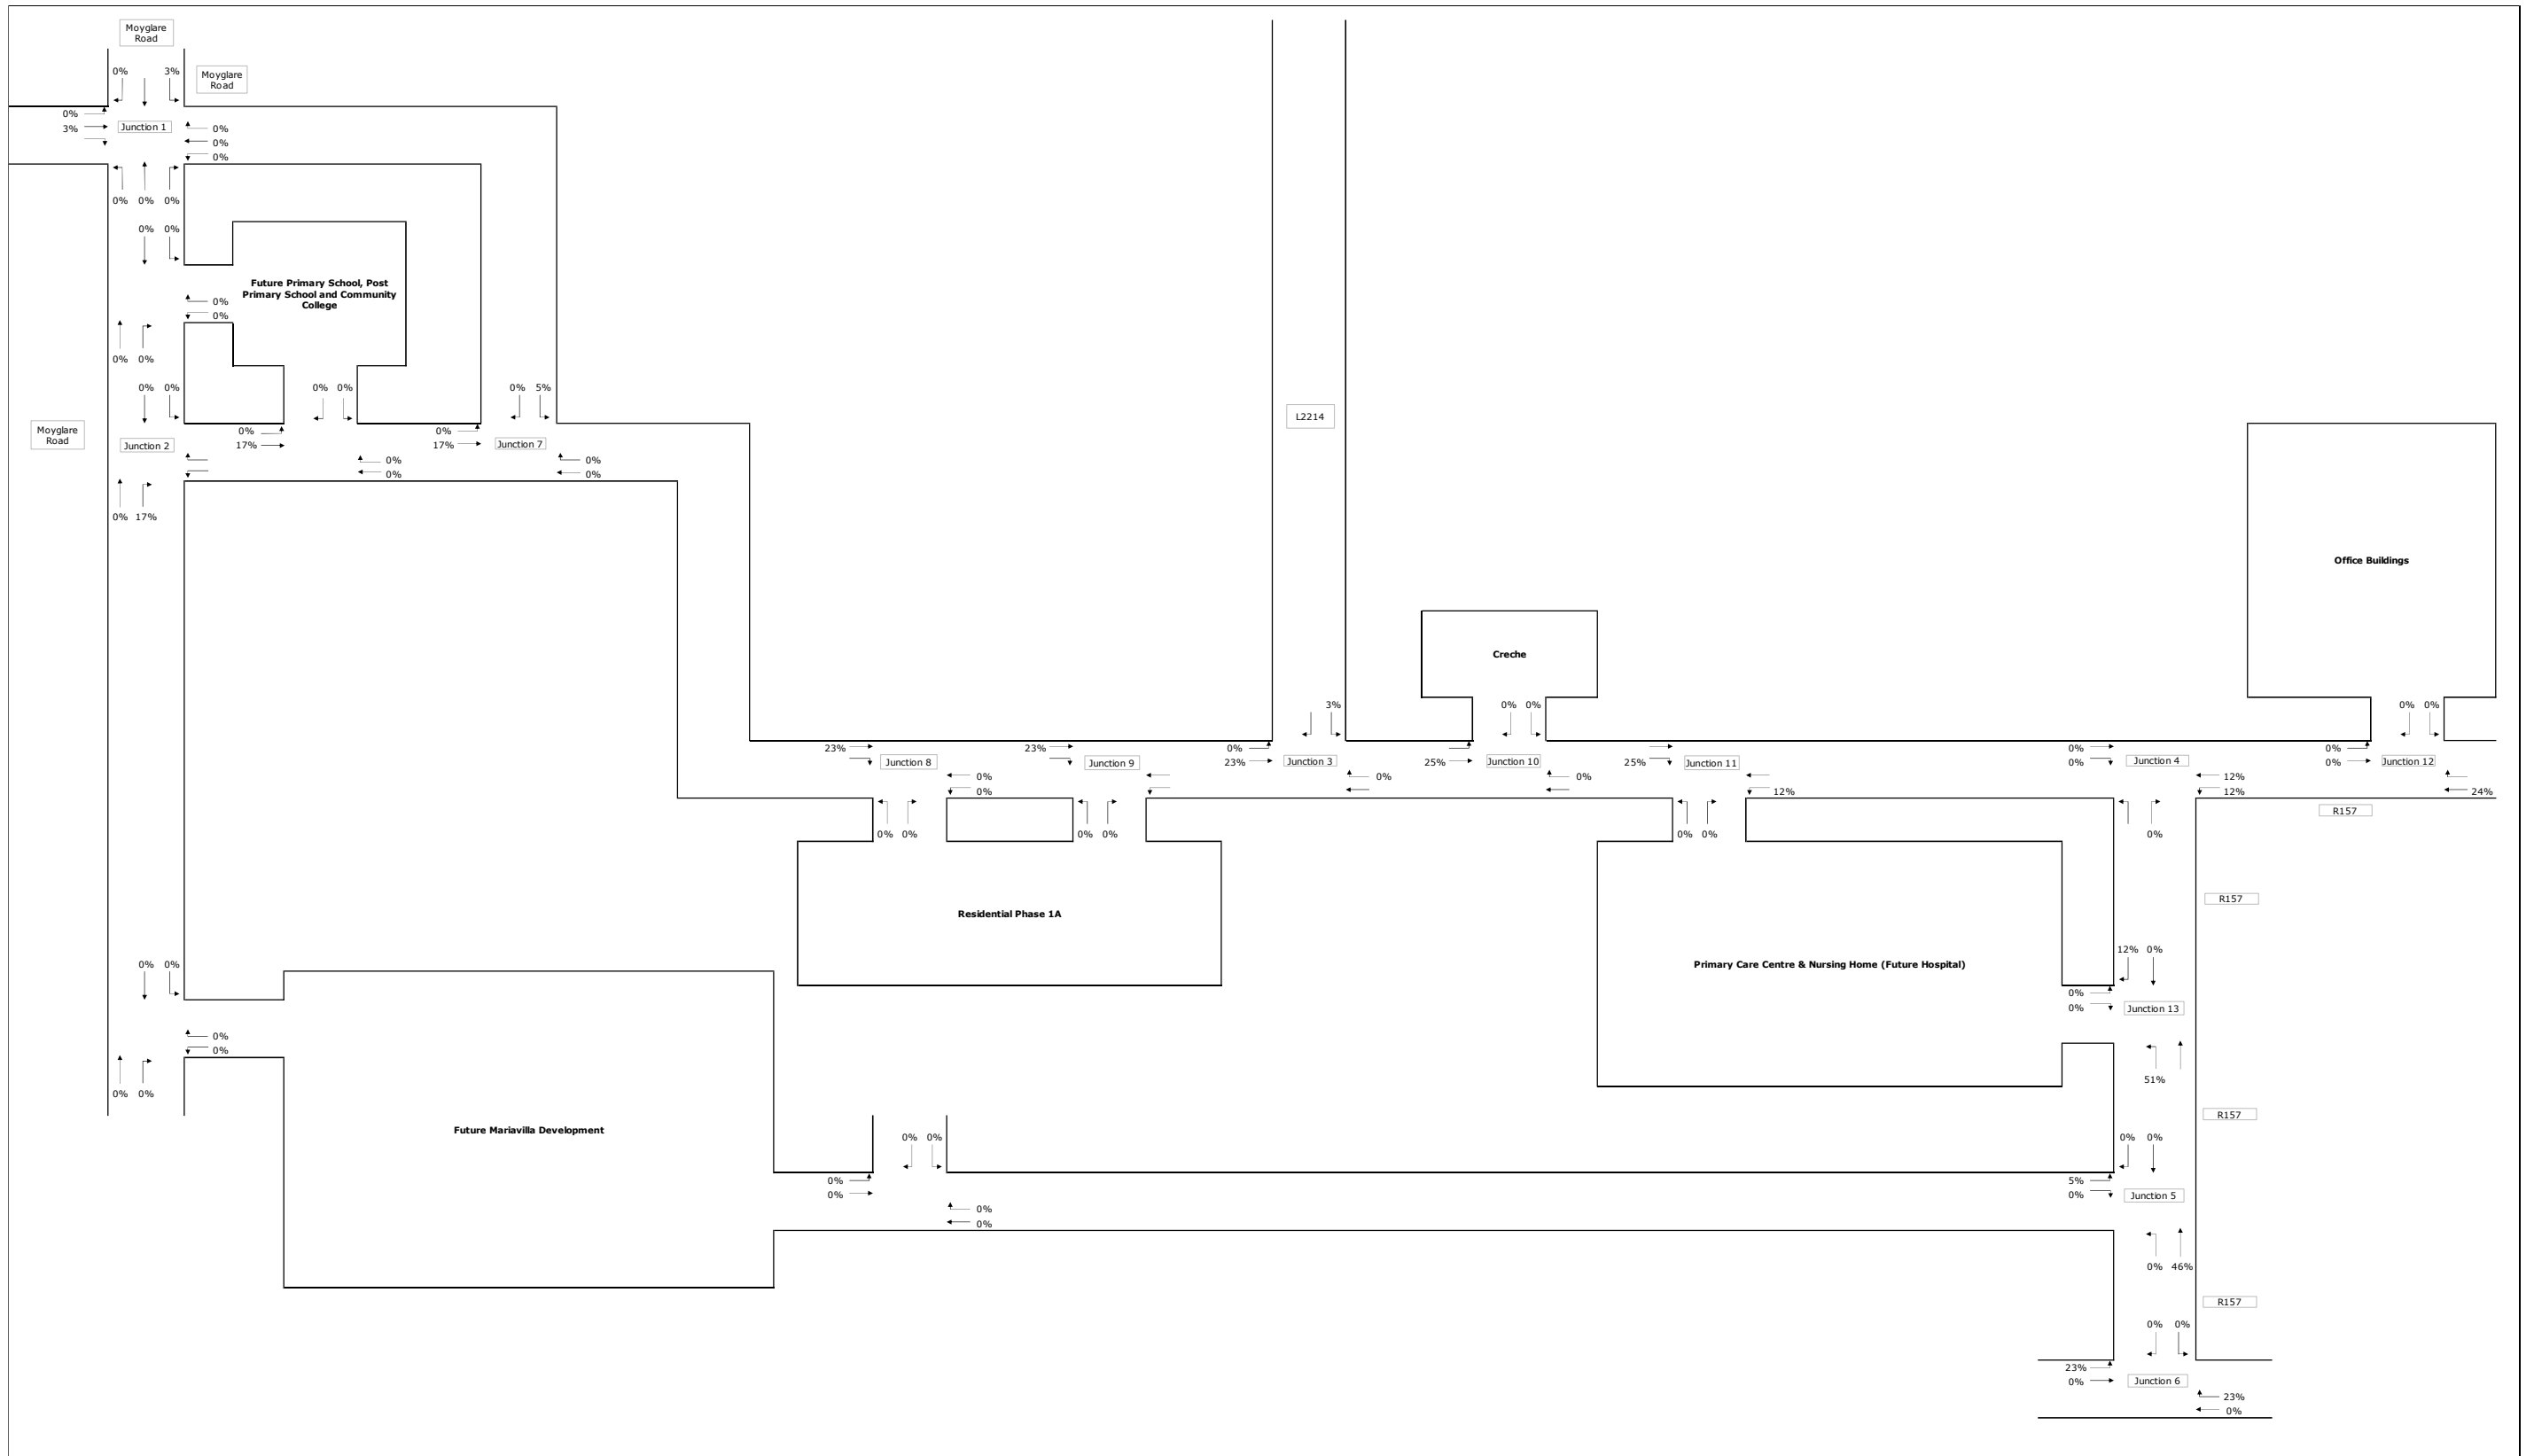 Moyglare
Road
0% 3%
Moyglare
Road
0%
3%
Junction 1
0%
0%
0%
0% 0% 0%
0% 0%
Future Primary School, Post
Primary School and Community
College
0%
0%
0% 0%
0% 0%
0% 0%
0% 5%
Moyglare
Road
Junction 2
0%
17%
0%
17%
Junction 7
0%
0%
0%
0%
0% 17%
L2214
Office Buildings
Creche
3%
0% 0%
0% 0%
23%
Junction 8
23%
Junction 9
0%
23%
Junction 3
25%
Junction 10
25%
Junction 11
0%
0%
Junction 4
0%
0%
Junction 12
0%
0%
0%
0%
12%
12%
12%
24%
R157
0% 0%
0% 0%
0% 0%
0%
R157
Residential Phase 1A
Primary Care Centre & Nursing Home (Future Hospital)
12% 0%
0%
0%
Junction 13
0% 0%
0%
0%
0% 0%
51%
R157
Future Mariavilla Development
0% 0%
0% 0%
0%
0%
5%
0%
Junction 5
0%
0%
0% 46%
R157
0% 0%
23%
0%
Junction 6
23%
0%